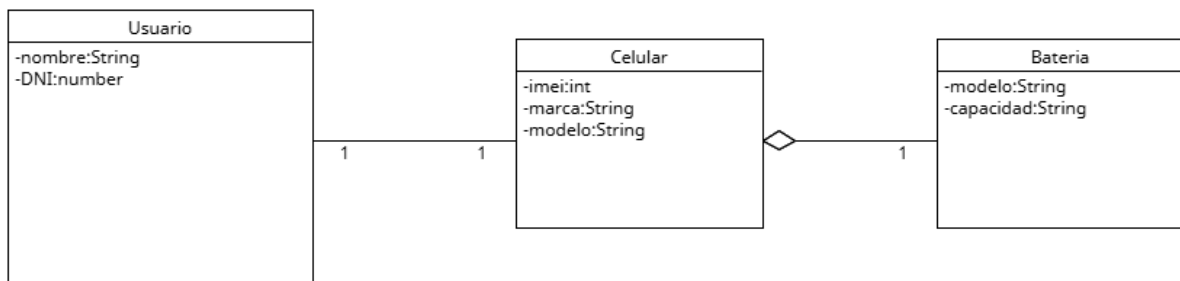 Usuario
-nombre:String
-DNI:number
1
1
Celular
-imei:int
-marca:String
-modelo:String
1
Bateria
-modelo:String
-capacidad:String